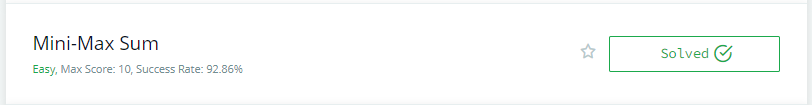 Mini-Max Sum
Solved
Easy, Max Score: 10, Success Rate: 92.86%